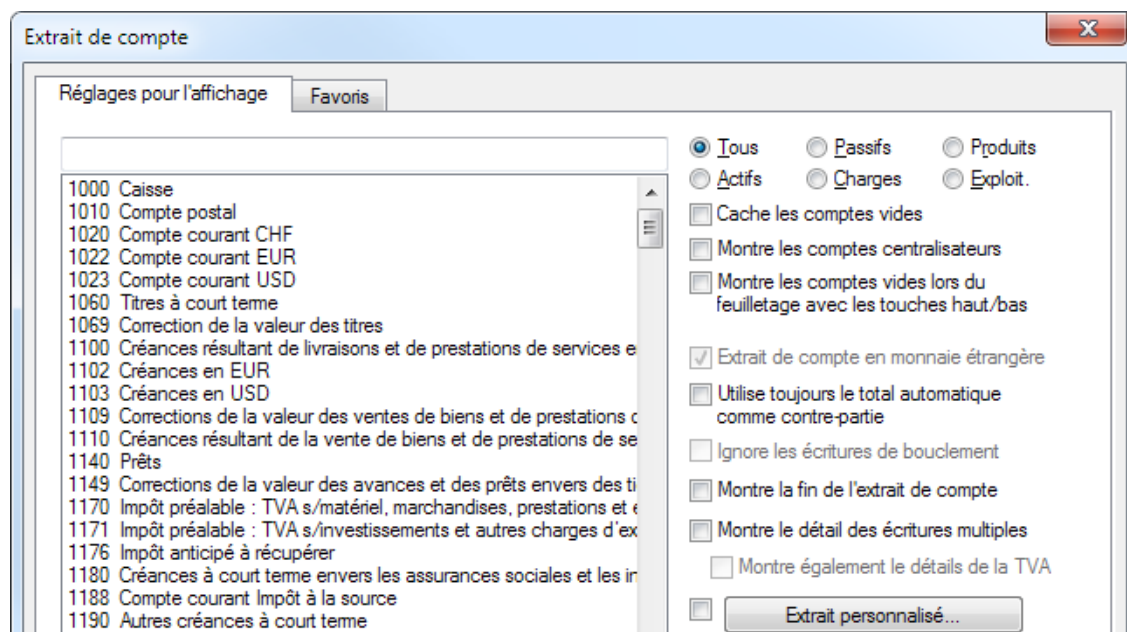 Extrait de compte
Réglages pour l'affichage
Favoris
1000 Caisse
1010 Compte postal
1020 Compte courant CHF
1022 Compte courant EUR
1023 Compte courant USD
1060 Titres à court terme
1069 Correction de la valeur des titres
1100 Créances résultant de livraisons et de prestations de services e
1102 Créances en EUR
1103 Créances en USD
1109 Corrections de la valeur des ventes de biens et de prestations
1110 Créances résultant de la vente de biens et de prestations de se
1140 Prêts
1149 Corrections de la valeur des avances et des prêts envers des ti
1170 Impôt préalable : TVA s/matériel, marchandises, prestations et
1171 Impôt préalable : TVA s/investissements et autres charges d'ex
1176 Impôt anticipé à récupérer
1180 Créances à court terme envers les assurances sociales et les in
1188 Compte courant Impôt à la source
1190 Autres créances à court terme
Tous Passifs Produits
Actifs Charges Exploit.
Cache les comptes vides
Montre les comptes centralisateurs
Montre les comptes vides lors du
feuilletage avec les touches haut/bas
Extrait de compte en monnaie étrangère
Utilise toujours le total automatique
comme contre-partie
Ignore les écritures de bouclement
Montre la fin de l'extrait de compte
Montre le détail des écritures multiples
Montre également le détails de la TVA
Extrait personnalisé...